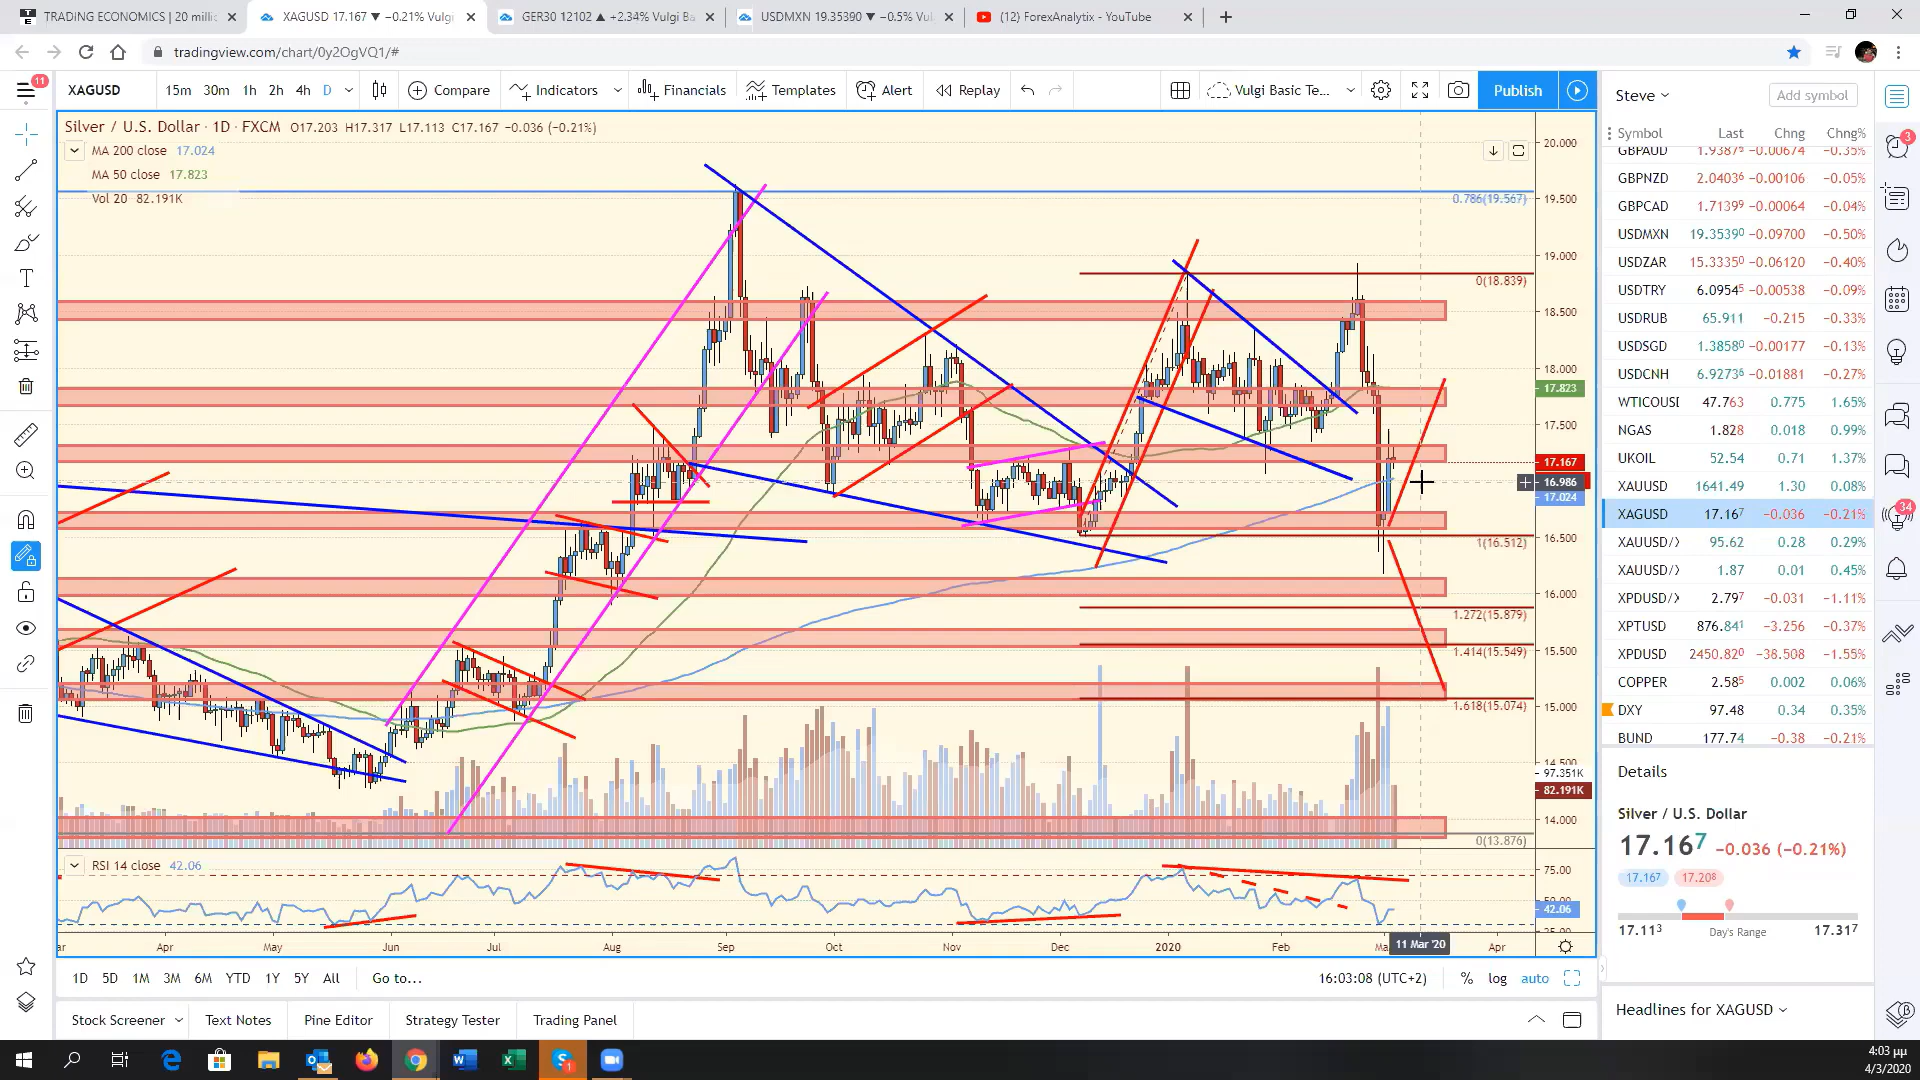 TRADING ECONOMICS | 20 milli
XAGUSD 17.167 ▼ −0.21% Vulgi
GER30 12102 ▲ +2.34% Vulgi Ba
USDMXN 19.35390 ▼ −0.5% Vul
(12) ForexAnalytix - YouTube
tradingview.com/chart/0y2OgVQ1/#
11
XAGUSD 15m 30m 1h 2h 4h D Compare Indicators Financials Templates Alert Replay Vulgi Basic Te... Publish
Silver / U.S. Dollar · 1D · FXCM O17.203 H17.317 L17.113 C17.167 −0.036 (−0.21%)
MA 200 close 17.024
MA 50 close 17.823
Vol 20 82.191K
0.786(19.567)
0(18.839)
1(16.512)
1.272(15.879)
1.414(15.549)
1.618(15.074)
0(13.876)
20.000
19.500
19.000
18.500
18.000
17.823
17.500
17.167
16.986
17.024
16.500
16.000
15.500
15.000
14.500
97.351K
82.191K
14.000
RSI 14 close 42.06
75.00
42.06
25.00
Apr May Jun Jul Aug Sep Oct Nov Dec 2020 Feb 11 Mar '20 Apr
1D 5D 1M 3M 6M YTD 1Y 5Y All Go to... 16:03:08 (UTC+2) % log auto
Stock Screener Text Notes Pine Editor Strategy Tester Trading Panel
Steve Add symbol
Symbol Last Chng Chng%
GBPAUD 1.9387⁶ −0.00674 −0.35%
GBPNZD 2.0403⁶ −0.00106 −0.05%
GBPCAD 1.7139⁹ −0.00064 −0.04%
USDMXN 19.3539⁰ −0.09700 −0.50%
USDZAR 15.3335⁰ −0.06120 −0.40%
USDTRY 6.0954⁵ −0.00538 −0.09%
USDRUB 65.911 −0.215 −0.33%
USDSGD 1.3858⁰ −0.00177 −0.13%
USDCNH 6.9273⁶ −0.01881 −0.27%
WTICOUSD 47.763 0.775 1.65%
NGAS 1.828 0.018 0.99%
UKOIL 52.54 0.71 1.37%
XAUUSD 1641.49 1.30 0.08%
XAGUSD 17.16⁷ −0.036 −0.21%
XAUUSD/X 95.62 0.28 0.29%
XAUUSD/X 1.87 0.01 0.45%
XPDUSD/X 2.79⁷ −0.031 −1.11%
XPTUSD 876.84¹ −3.256 −0.37%
XPDUSD 2450.82⁰ −38.508 −1.55%
COPPER 2.58⁵ 0.002 0.06%
DXY 97.48 0.34 0.35%
BUND 177.74 −0.38 −0.21%
Details
Silver / U.S. Dollar
17.16⁷ −0.036 (−0.21%)
17.16⁷ 17.20⁸
17.11³ Day's Range 17.31⁷
Headlines for XAGUSD
3
34
4:03 μμ
4/3/2020